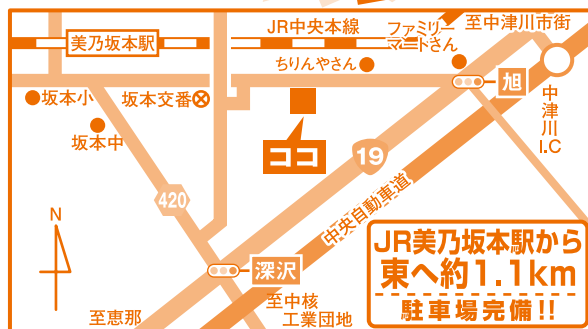 JR中央本線
ファミリー
マートさん
至中津川市街
美乃坂本駅
ちりんやさん
旭
中津川
I.C
坂本小
坂本交番
坂本中
ココ
19
420
中央自動車道
N
深沢
至恵那
至中核
工業団地
JR美乃坂本駅から
東へ約1.1km
駐車場完備!!